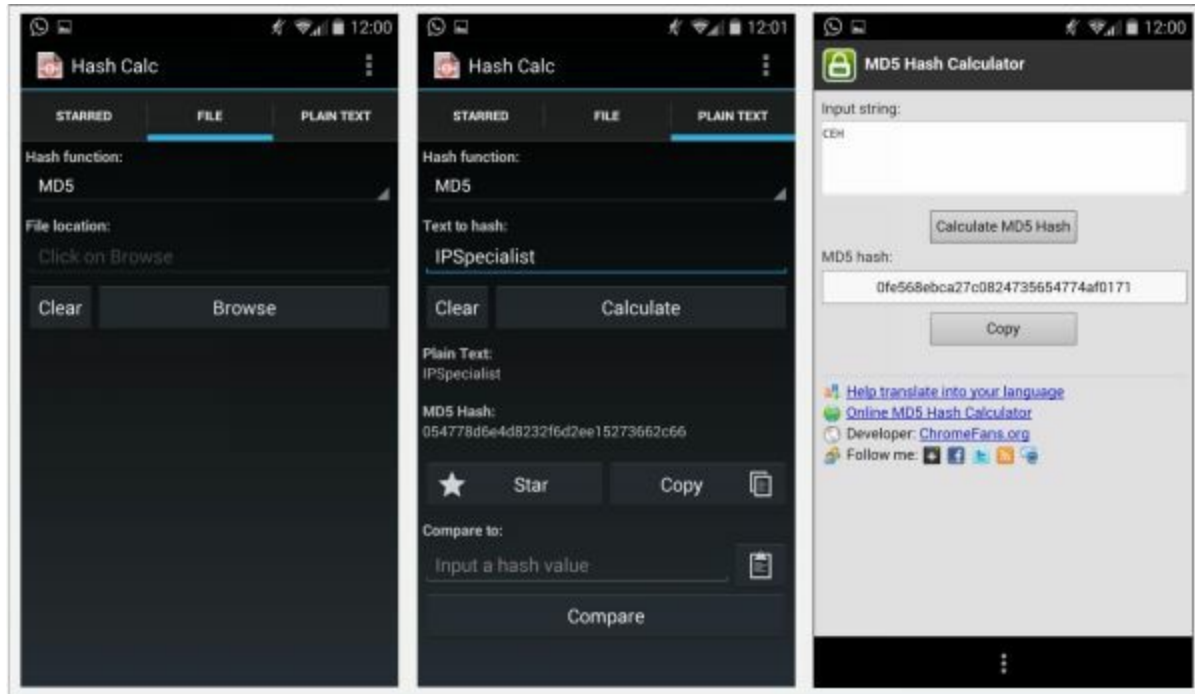 12:00
Hash Calc
STARRED FILE PLAIN TEXT
Hash function:
MD5
File location:
Click on Browse
Clear Browse
12:01
Hash Calc
STARRED FILE PLAIN TEXT
Hash function:
MD5
Text to hash:
IPSpecialist
Clear Calculate
Plain Text:
IPSpecialist
MD5 Hash:
054778d6e4d8232f6d2ee15273662c66
Star Copy
Compare to:
Input a hash value
Compare
12:00
MD5 Hash Calculator
Input string:
CEH
Calculate MD5 Hash
MD5 hash:
0fe568ebca27c0824735654774af0171
Copy
Help translate into your language
Online MD5 Hash Calculator
Developer: ChromeFans.org
Follow me: